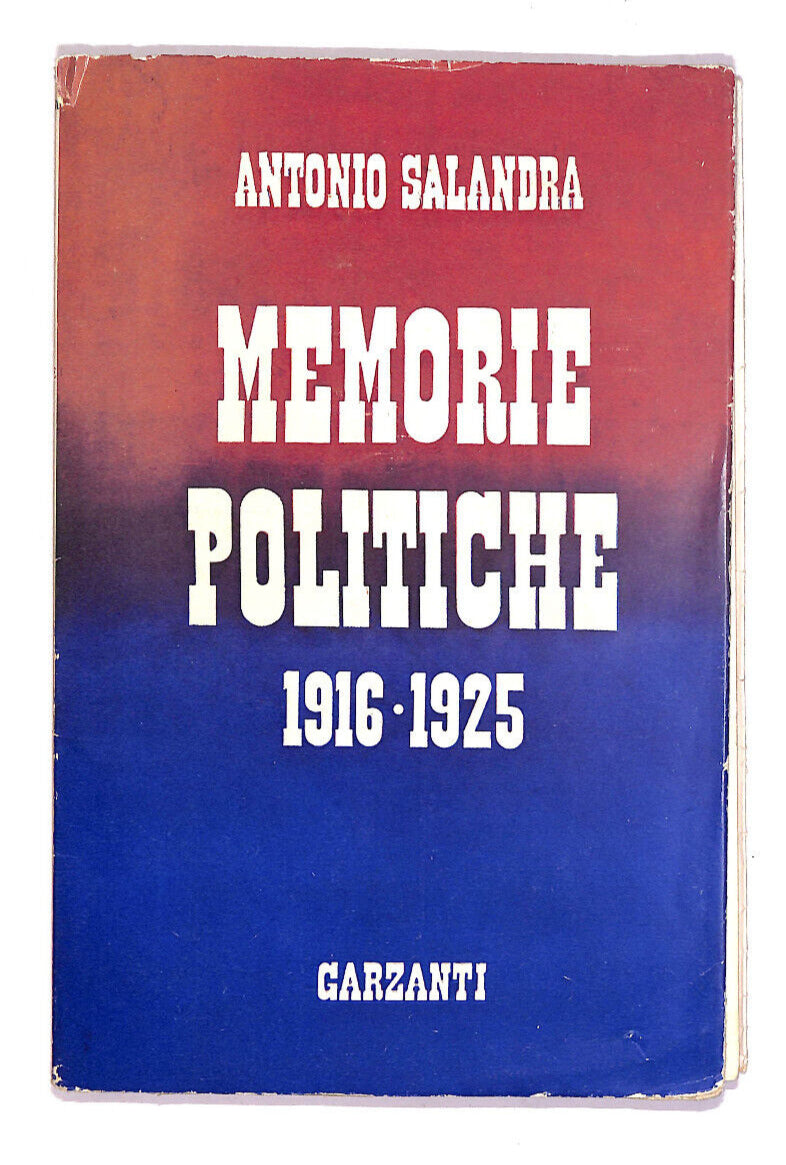 ANTONIO SALANDRA
MEMORIE
POLITICHE
1916·1925
GARZANTI